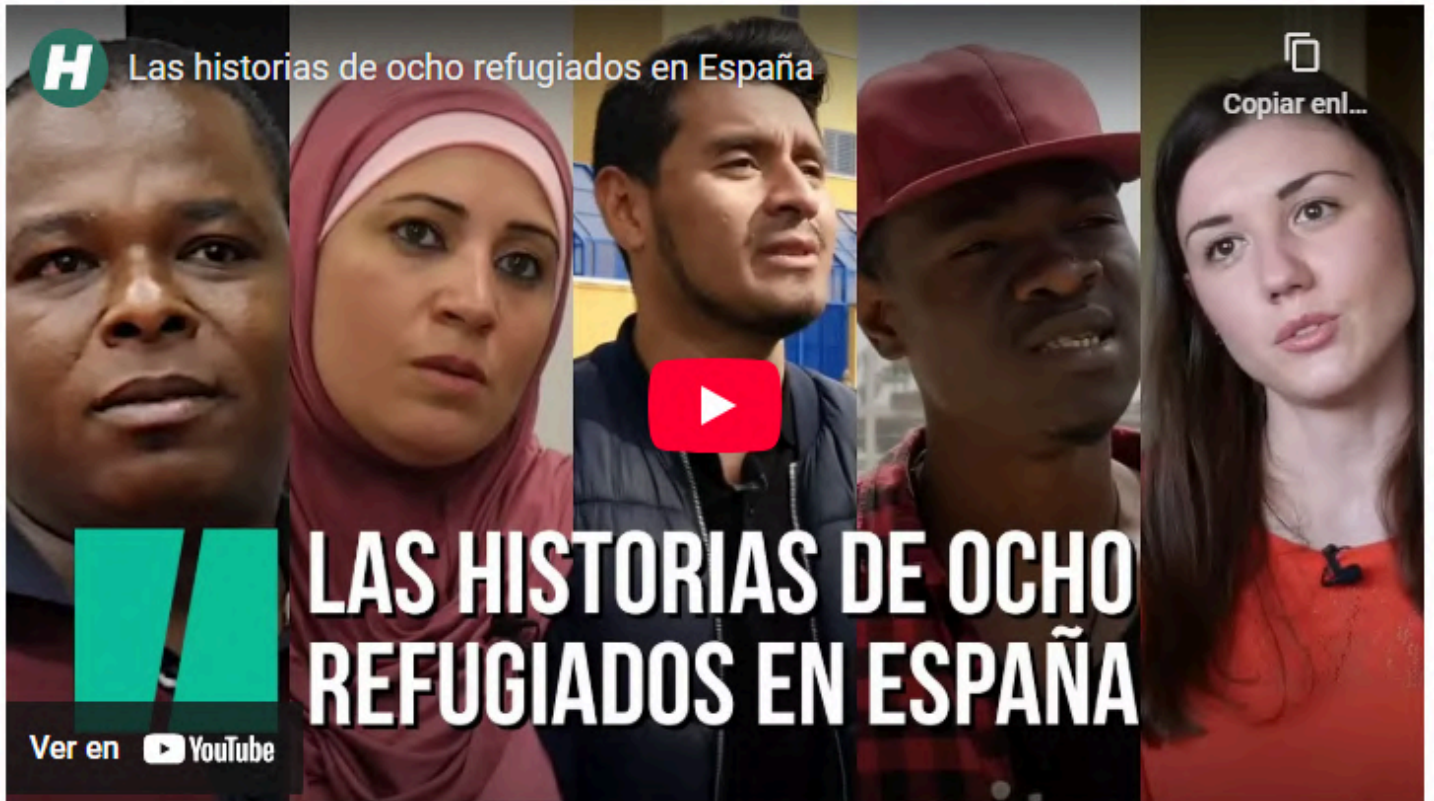 H
Las historias de ocho refugiados en España
Copiar enl...
LAS HISTORIAS DE OCHO
REFUGIADOS EN ESPAÑA
Ver en YouTube